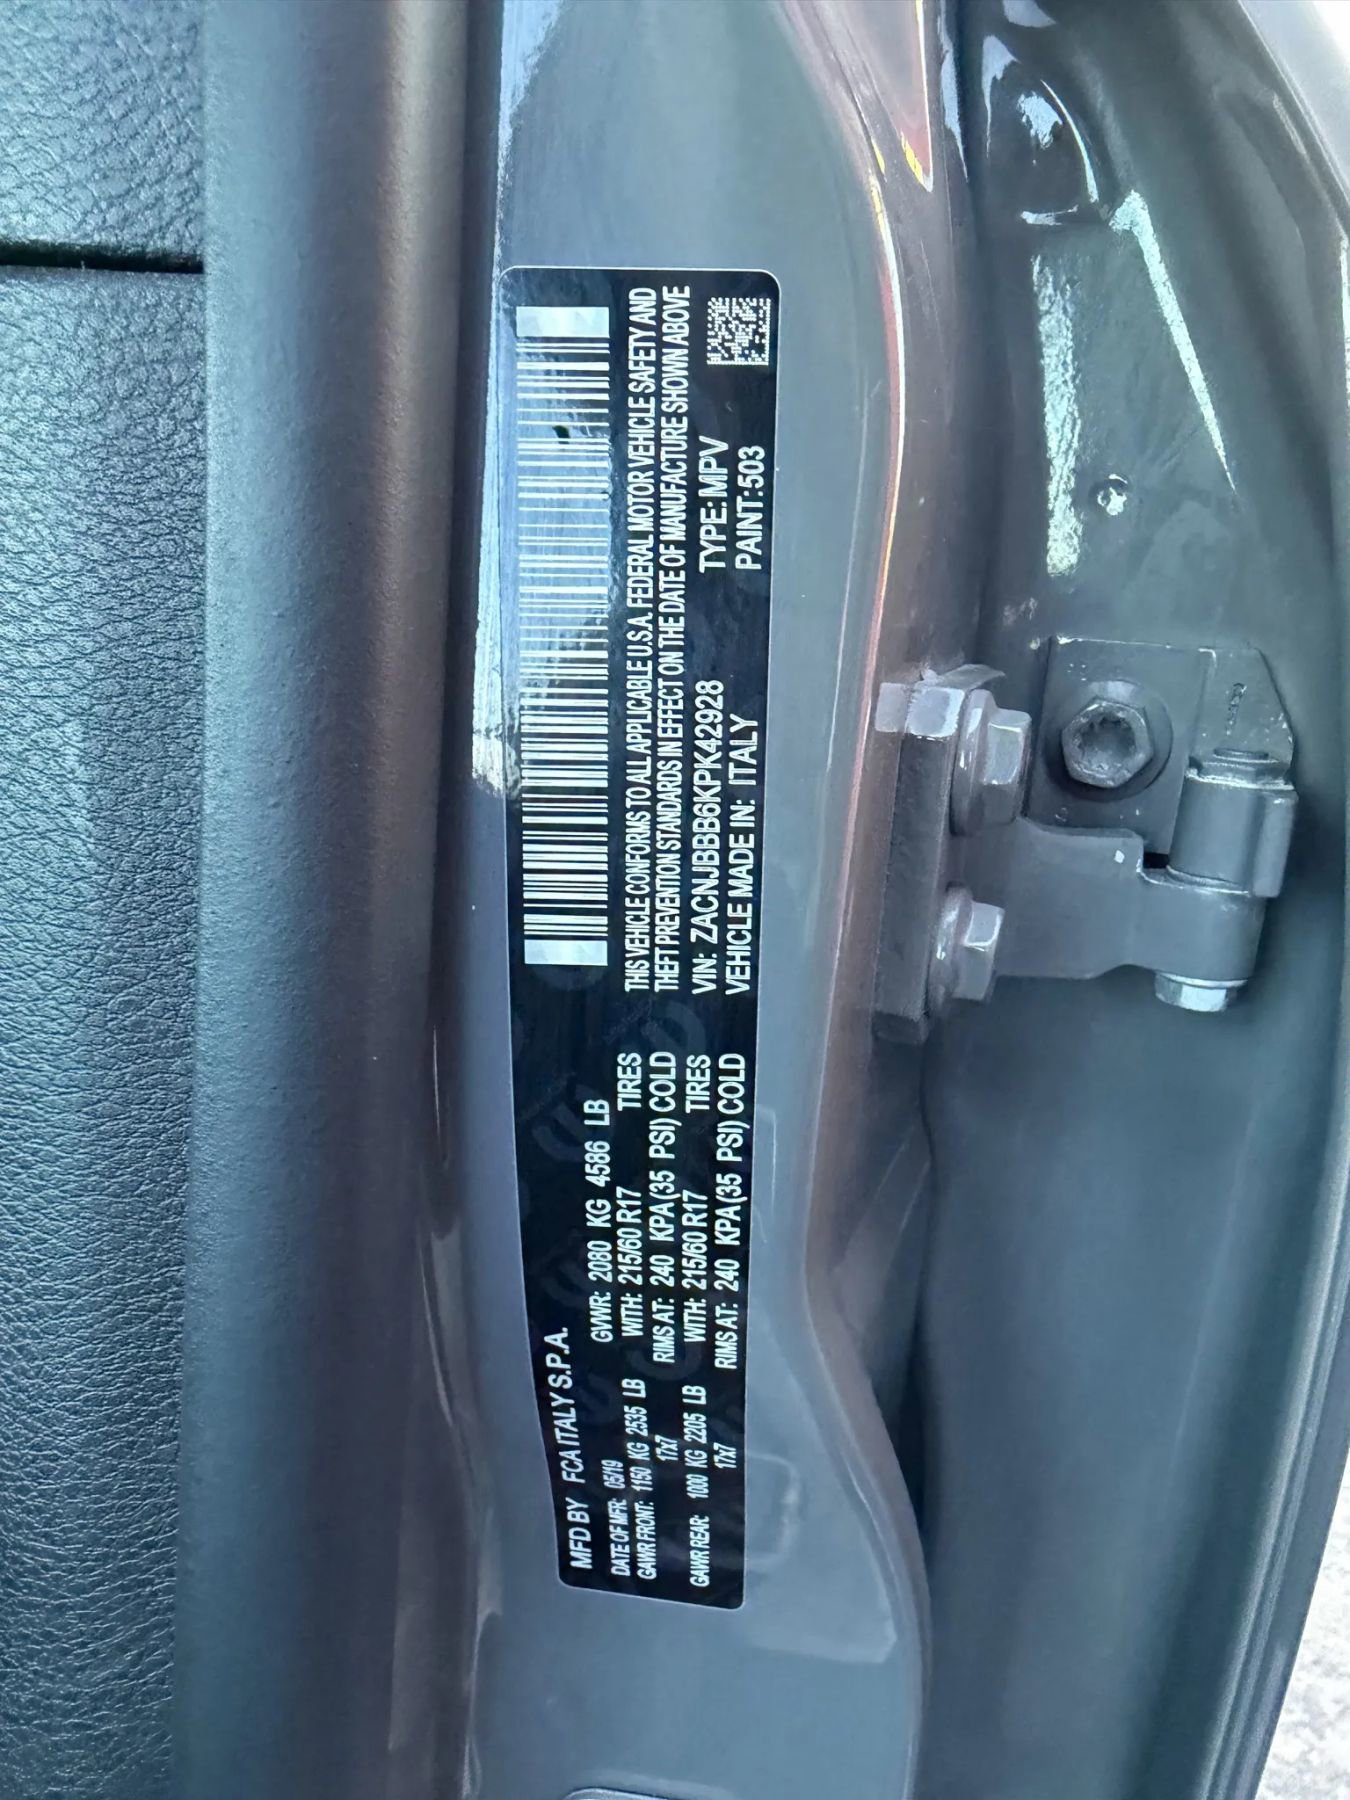 MFD BY FCA ITALY S.P.A.
DATE OF MFR: 05/19
GVWR: 2080 KG 4586 LB
GAWR FRONT: 1150 KG 2535 LB
WITH: 215/60 R17 TIRES
17x7
RIMS AT: 240 KPA(35 PSI) COLD
GAWR REAR: 1000 KG 2205 LB
WITH: 215/60 R17 TIRES
17x7
RIMS AT: 240 KPA(35 PSI) COLD
THIS VEHICLE CONFORMS TO ALL APPLICABLE U.S.A. FEDERAL MOTOR VEHICLE SAFETY AND
THEFT PREVENTION STANDARDS IN EFFECT ON THE DATE OF MANUFACTURE SHOWN ABOVE
VIN: ZACNJBBB6KPK42928 TYPE: MPV
VEHICLE MADE IN: ITALY PAINT:503